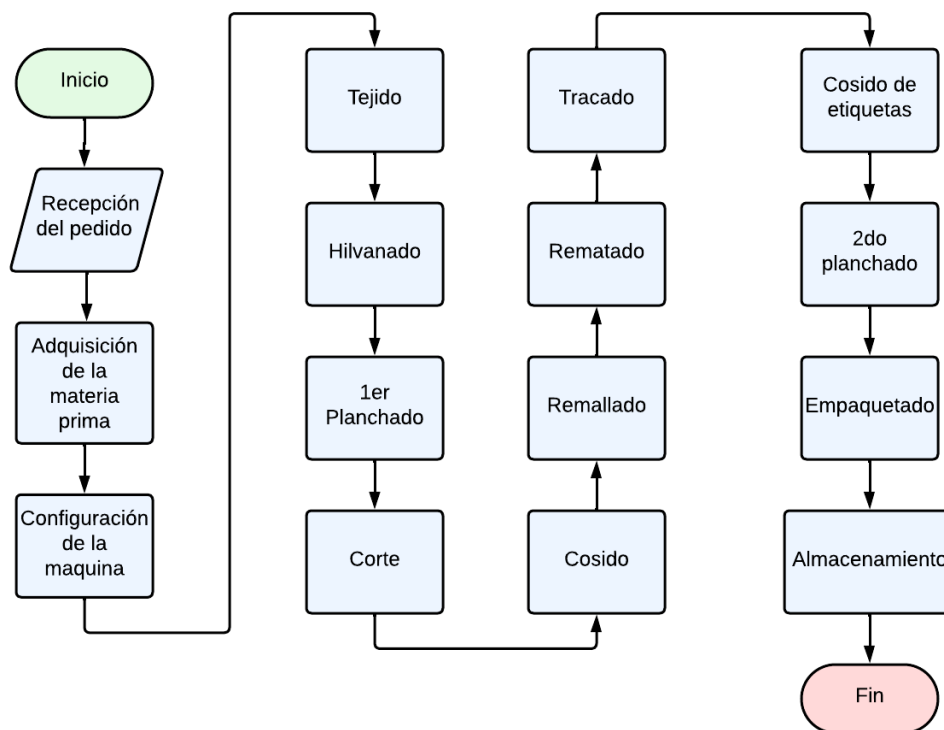 Inicio
Recepción
del pedido
Adquisición
de la
materia
prima
Configuración
de la
maquina
Tejido
Hilvanado
1er
Planchado
Corte
Cosido
Remallado
Rematado
Tracado
Cosido de
etiquetas
2do
planchado
Empaquetado
Almacenamiento
Fin